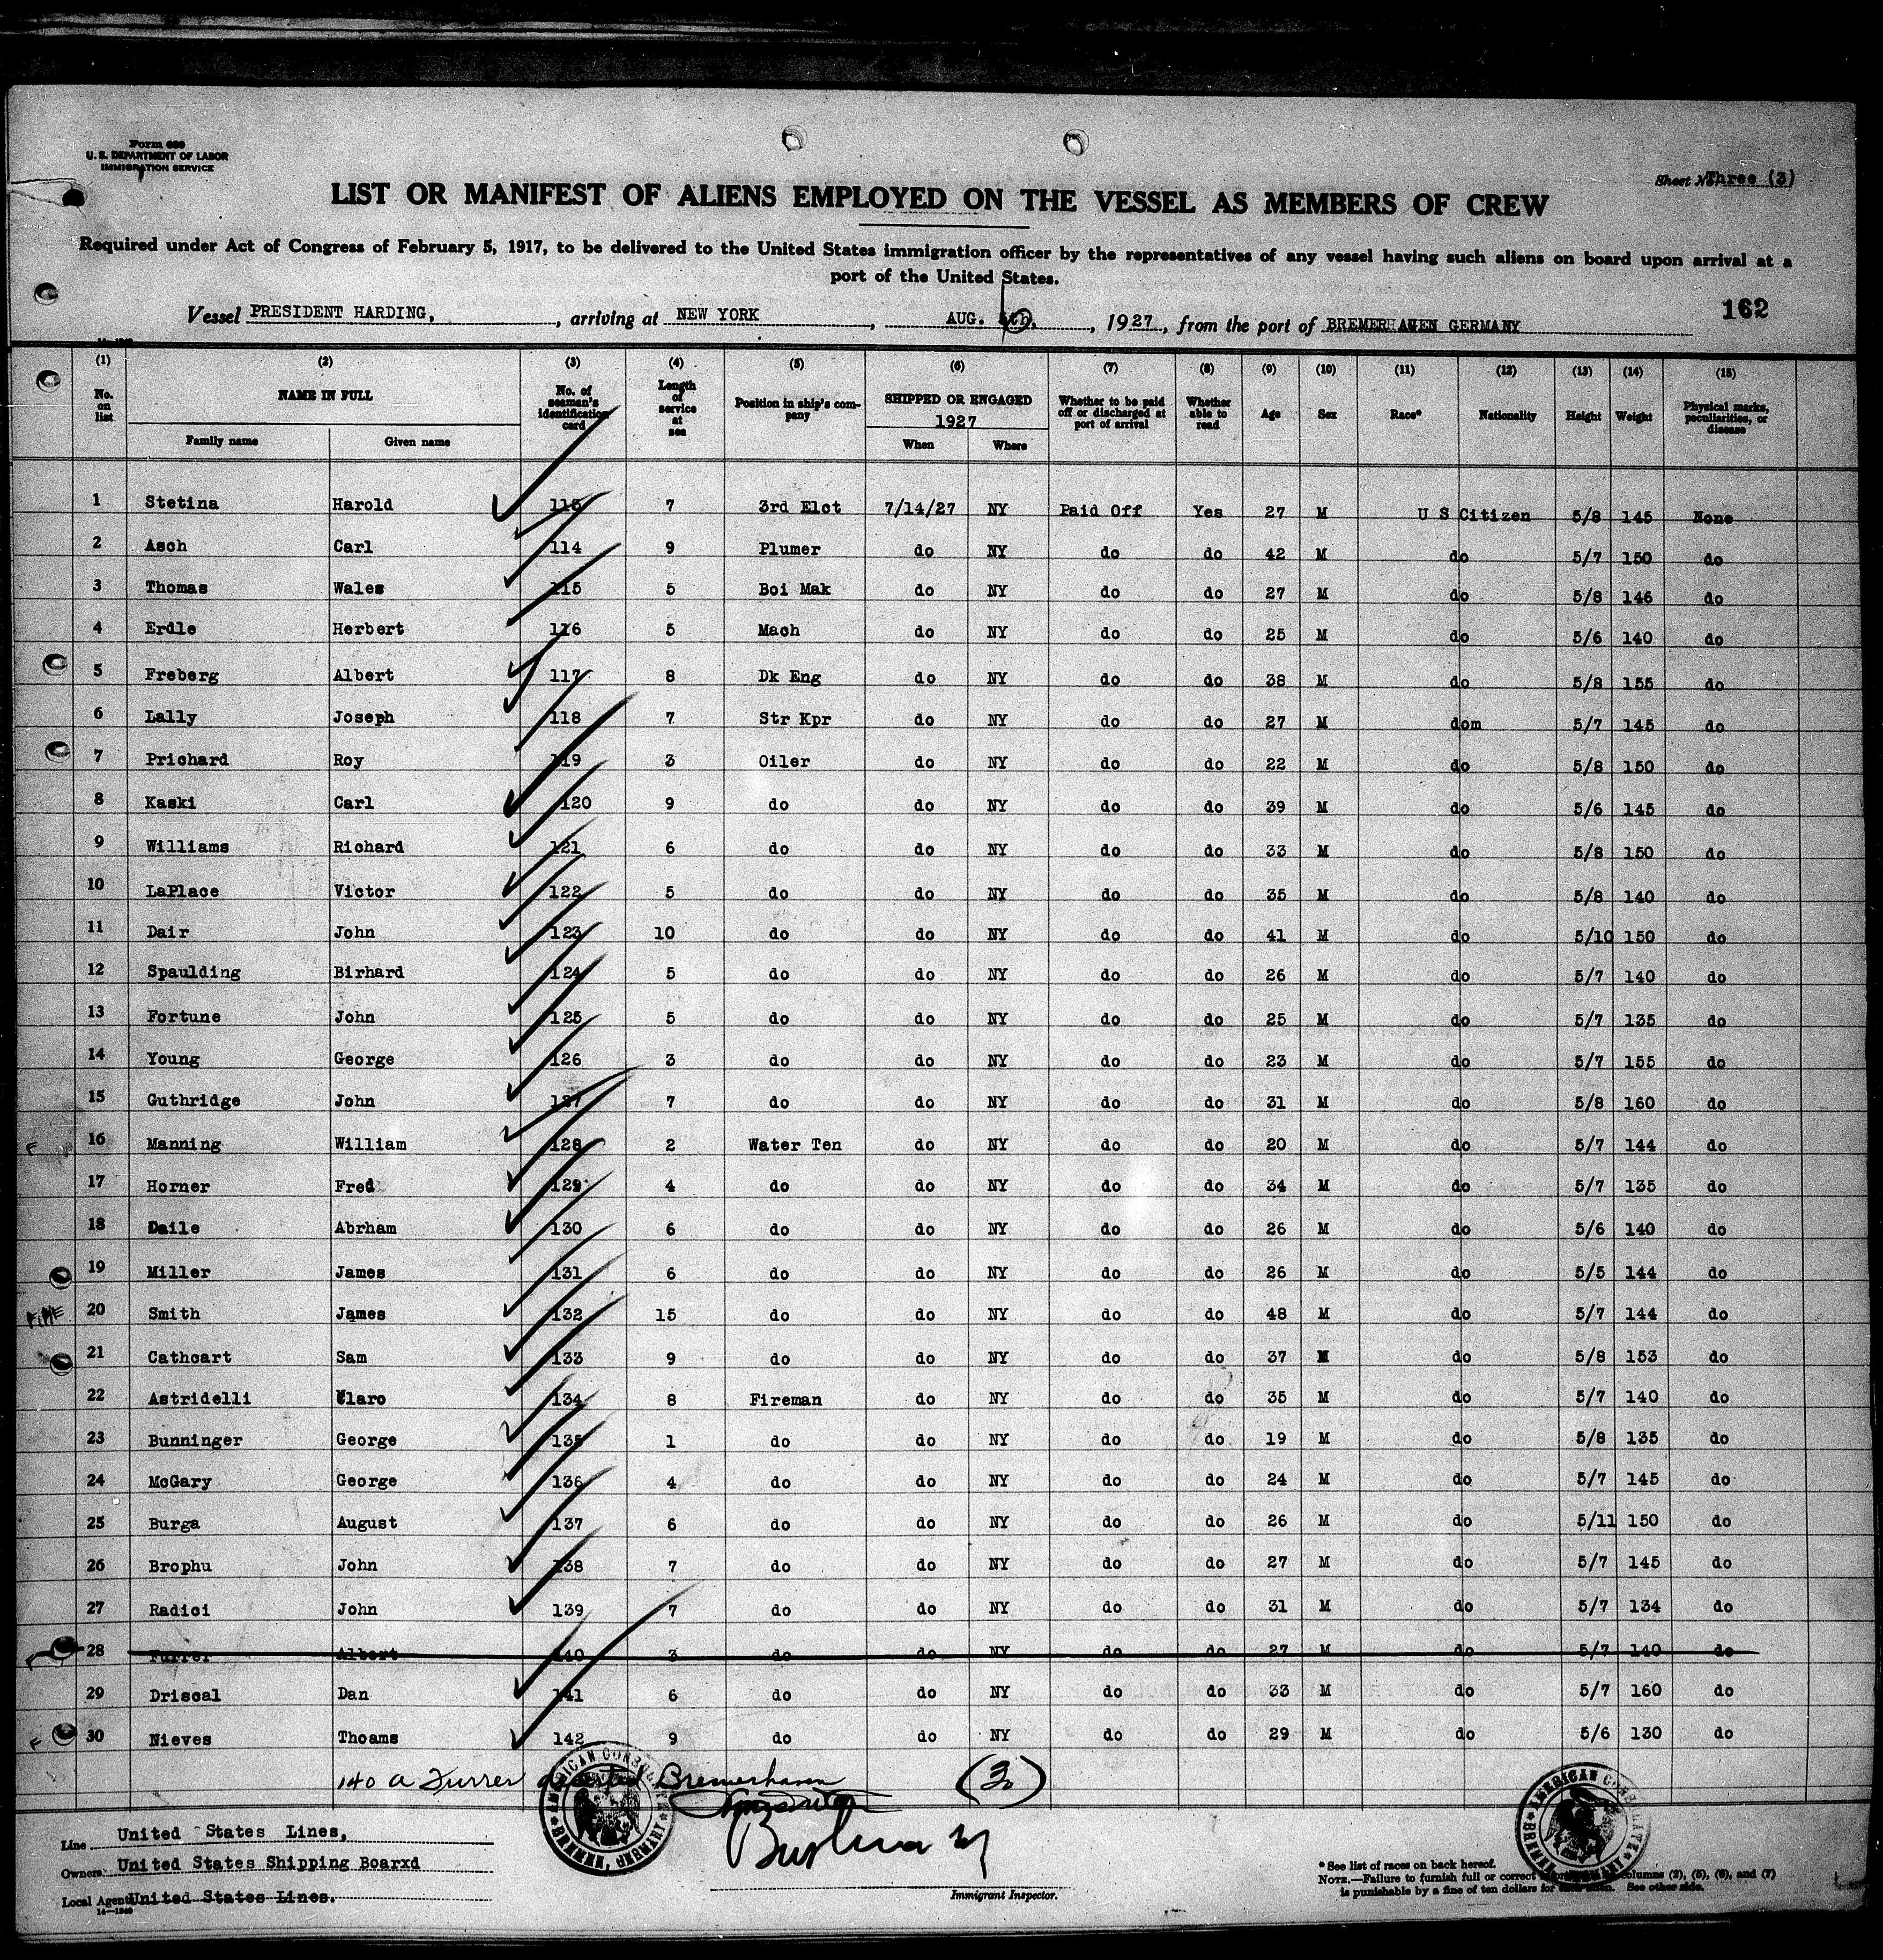 Form 689
U. S. DEPARTMENT OF LABOR
IMMIGRATION SERVICE
Sheet No. Three (3)
LIST OR MANIFEST OF ALIENS EMPLOYED ON THE VESSEL AS MEMBERS OF CREW
Required under Act of Congress of February 5, 1917, to be delivered to the United States immigration officer by the representatives of any vessel having such aliens on board upon arrival at a
port of the United States.
Vessel PRESIDENT HARDING, , arriving at NEW YORK , AUG. , 1927 , from the port of BREMERHAVEN GERMANY
162
(1) (2) (3) (4) (5) (6) (7) (8) (9) (10) (11) (12) (13) (14) (15)
No. on list NAME IN FULL Family name Given name No. of seaman's identification card Length of service at sea Position in ship's company SHIPPED OR ENGAGED 1927 When Where Whether to be paid off or discharged at port of arrival Whether able to read Age Sex Race* Nationality Height Weight Physical marks, peculiarities, or disease
1 Stetina Harold 113 7 3rd Elct 7/14/27 NY Paid Off Yes 27 M U S Citizen 5/8 145 None
2 Asch Carl 114 9 Plumer do NY do do 42 M do 5/7 150 do
3 Thomas Wales 115 5 Boi Mak do NY do do 27 M do 5/8 146 do
4 Erdle Herbert 116 5 Mach do NY do do 25 M do 5/6 140 do
5 Freberg Albert 117 8 Dk Eng do NY do do 38 M do 5/8 155 do
6 Lally Joseph 118 7 Str Kpr do NY do do 27 M dom 5/7 145 do
7 Prichard Roy 119 3 Oiler do NY do do 22 M do 5/8 150 do
8 Kaski Carl 120 9 do do NY do do 39 M do 5/6 145 do
9 Williams Richard 121 6 do do NY do do 33 M do 5/8 150 do
10 LaPlace Victor 122 5 do do NY do do 35 M do 5/8 140 do
11 Dair John 123 10 do do NY do do 41 M do 5/10 150 do
12 Spaulding Birhard 124 5 do do NY do do 26 M do 5/7 140 do
13 Fortune John 125 5 do do NY do do 25 M do 5/7 135 do
14 Young George 126 3 do do NY do do 23 M do 5/7 155 do
15 Guthridge John 127 7 do do NY do do 31 M do 5/8 160 do
F 16 Manning William 128 2 Water Ten do NY do do 20 M do 5/7 144 do
17 Horner Fred 129 4 do do NY do do 34 M do 5/7 135 do
18 Caile Abrham 130 6 do do NY do do 26 M do 5/6 140 do
19 Miller James 131 6 do do NY do do 26 M do 5/5 144 do
20 Smith James 132 15 do do NY do do 48 M do 5/7 144 do
21 Cathcart Sam 133 9 do do NY do do 37 M do 5/8 153 do
22 Astridelli Claro 134 8 Fireman do NY do do 35 M do 5/7 140 do
23 Bunninger George 135 1 do do NY do do 19 M do 5/8 135 do
24 McGary George 136 4 do do NY do do 24 M do 5/7 145 do
25 Burga August 137 6 do do NY do do 26 M do 5/11 150 do
26 Brophu John 138 7 do do NY do do 27 M do 5/7 145 do
27 Radici John 139 7 do do NY do do 31 M do 5/7 134 do
F 28 Furrer Albert 140 3 do do NY do do 27 M do 5/7 140 do
29 Driscal Dan 141 6 do do NY do do 33 M do 5/7 160 do
F 30 Nieves Thoams 142 9 do do NY do do 29 M do 5/6 130 do
140 A Furrer deserted Bremerhaven (3)
AMERICAN CONSULATE BREMEN, GERMANY
AMERICAN CONSULATE BREMEN, GERMANY
Line United States Lines,
Owners United States Shipping Boarxd
Local Agents United States Lines.
14—1240
Immigrant Inspector.
* See list of races on back hereof.
NOTE.—Failure to furnish full or correct columns (2), (5), (6), and (7)
is punishable by a fine of ten dollars for alien. See other side.